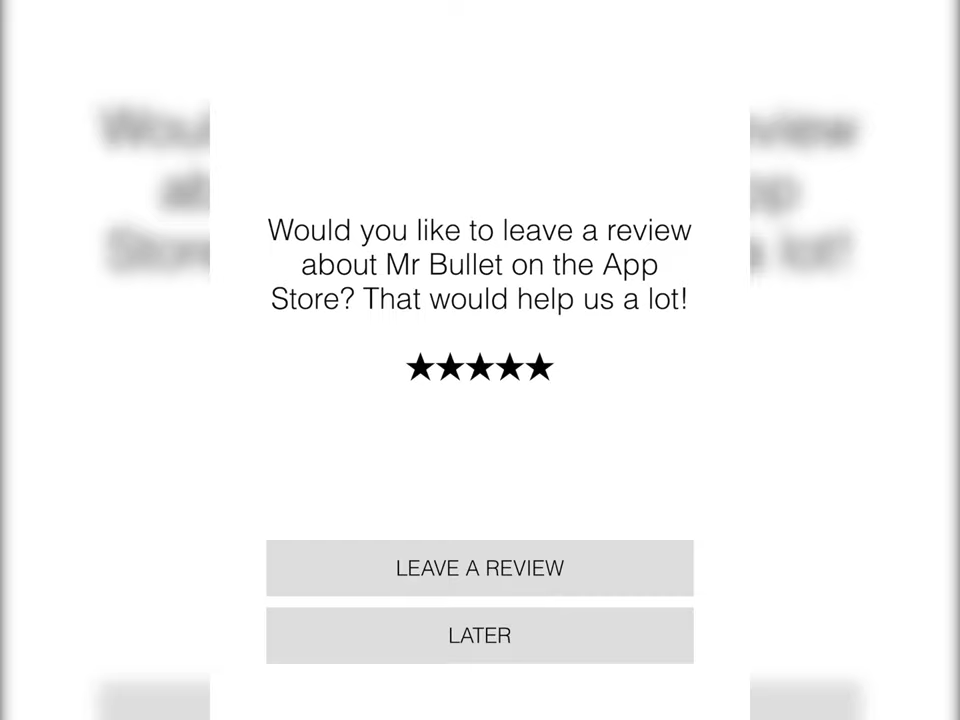 Would you like to leave a review
about Mr Bullet on the App
Store? That would help us a lot!
★★★★★
LEAVE A REVIEW
LATER